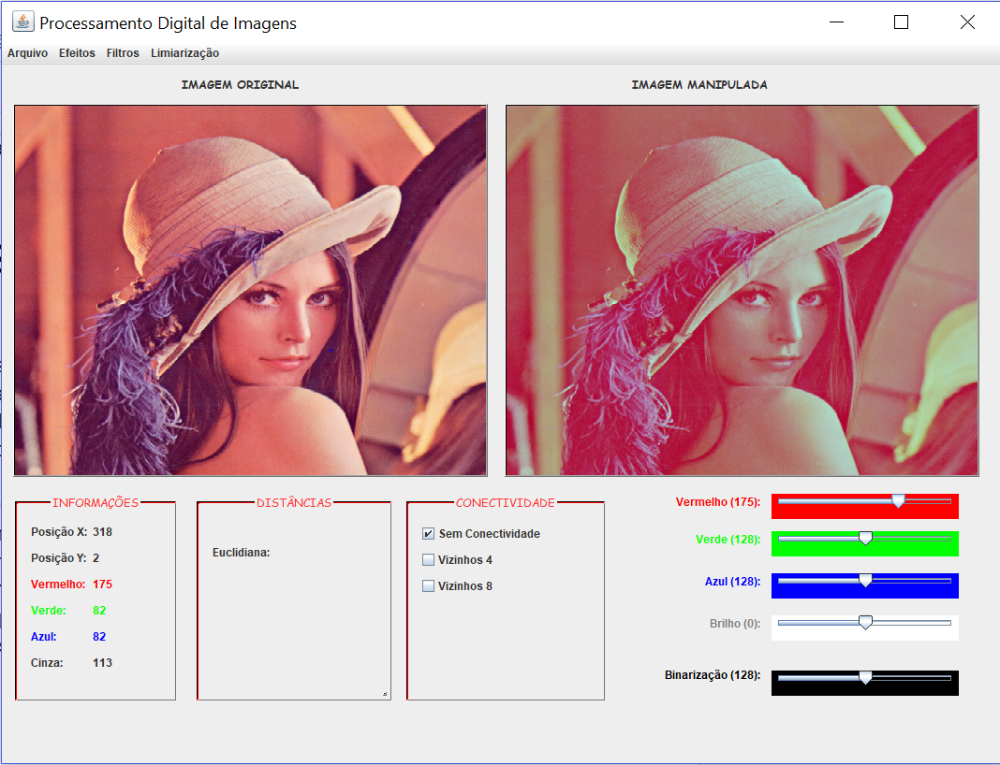 Processamento Digital de Imagens
Arquivo Efeitos Filtros Limiarização
IMAGEM ORIGINAL
IMAGEM MANIPULADA
INFORMAÇÕES
Posição X: 318
Posição Y: 2
Vermelho: 175
Verde: 82
Azul: 82
Cinza: 113
DISTÂNCIAS
Euclidiana:
CONECTIVIDADE
Sem Conectividade
Vizinhos 4
Vizinhos 8
Vermelho (175):
Verde (128):
Azul (128):
Brilho (0):
Binarização (128):